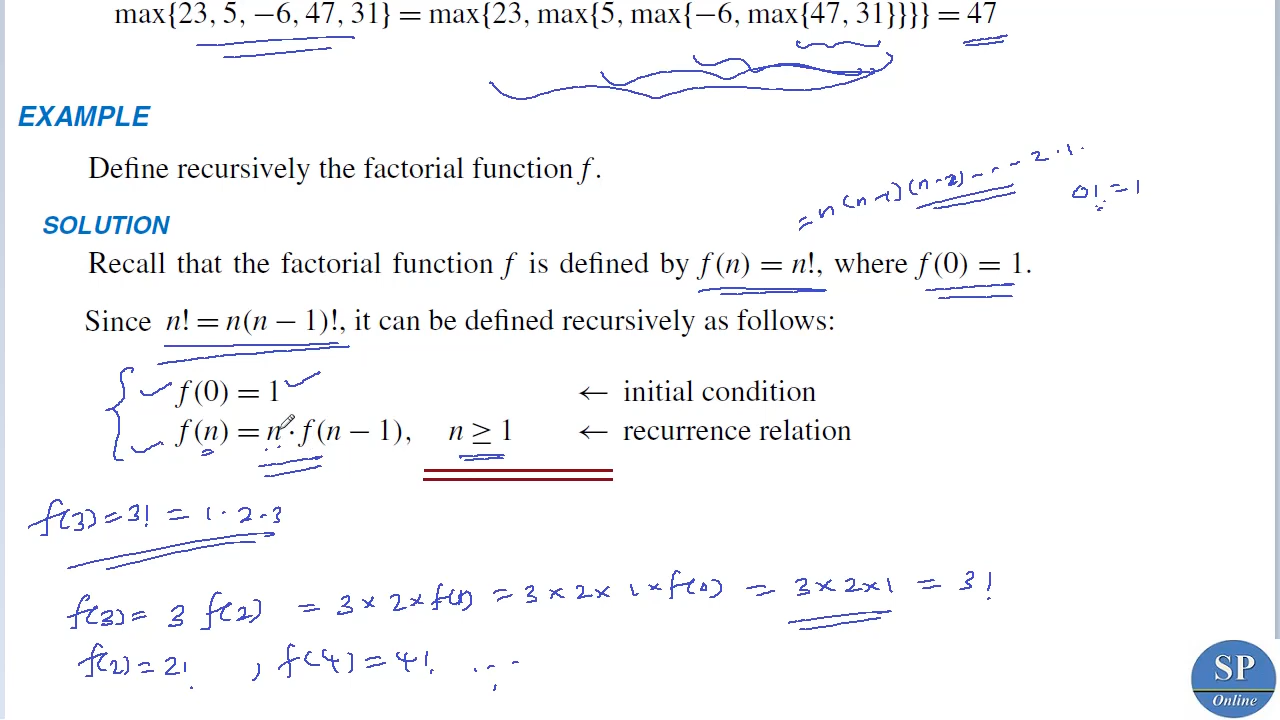 max{23, 5, −6, 47, 31} = max{23, max{5, max{−6, max{47, 31}}}} = 47
EXAMPLE
Define recursively the factorial function f.
= n (n-1) (n-2) - - - - 2 · 1.
0! = 1
SOLUTION
Recall that the factorial function f is defined by f(n) = n!, where f(0) = 1.
Since n! = n(n − 1)!, it can be defined recursively as follows:
f(0) = 1 ← initial condition
f(n) = n · f(n − 1), n ≥ 1 ← recurrence relation
f(3) = 3! = 1 · 2 · 3
f(3) = 3 f(2) = 3 × 2 × f(1) = 3 × 2 × 1 × f(0) = 3 × 2 × 1 = 3!
f(2) = 2! , f(4) = 4! ...
SP
Online